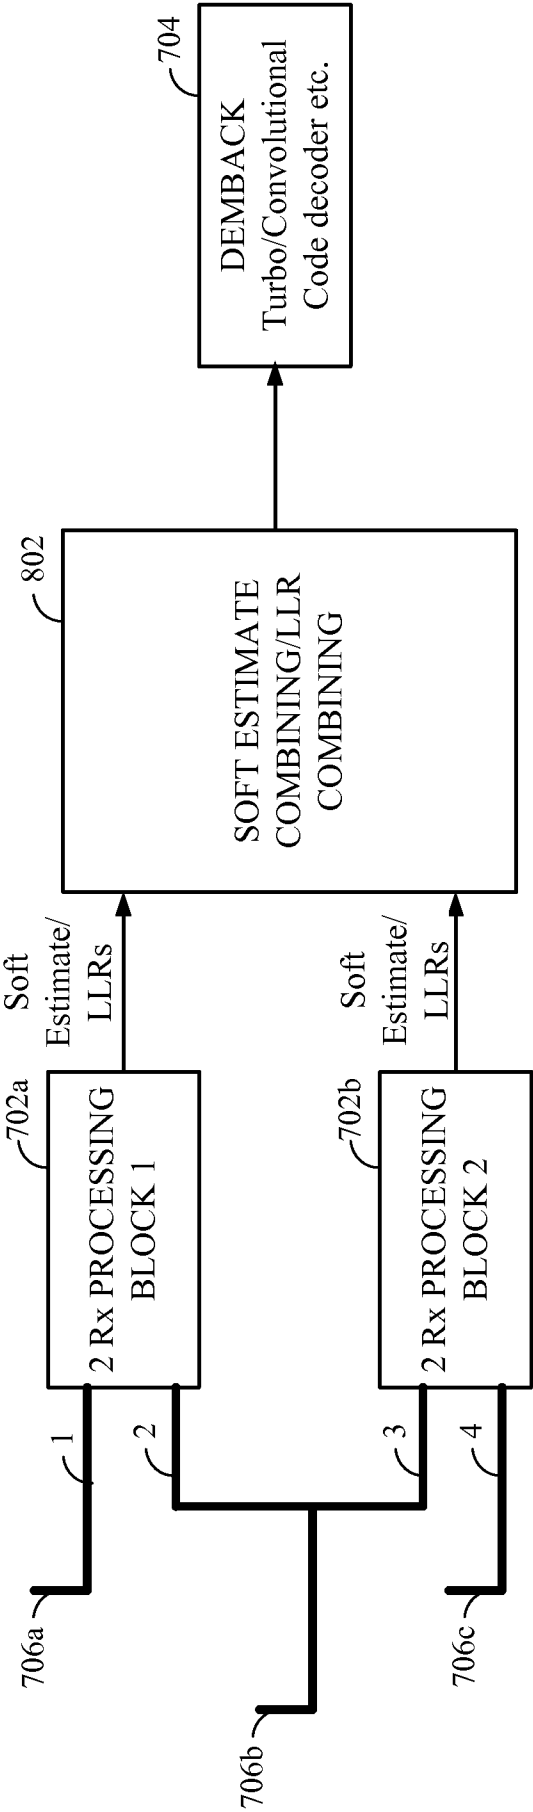 706a
706b
706c
1
2
3
4
702a
2 Rx PROCESSING
BLOCK 1
702b
2 Rx PROCESSING
BLOCK 2
Soft
Estimate/
LLRs
Soft
Estimate/
LLRs
802
SOFT ESTIMATE
COMBINING/LLR
COMBINING
704
DEMBACK
Turbo/Convolutional
Code decoder etc.